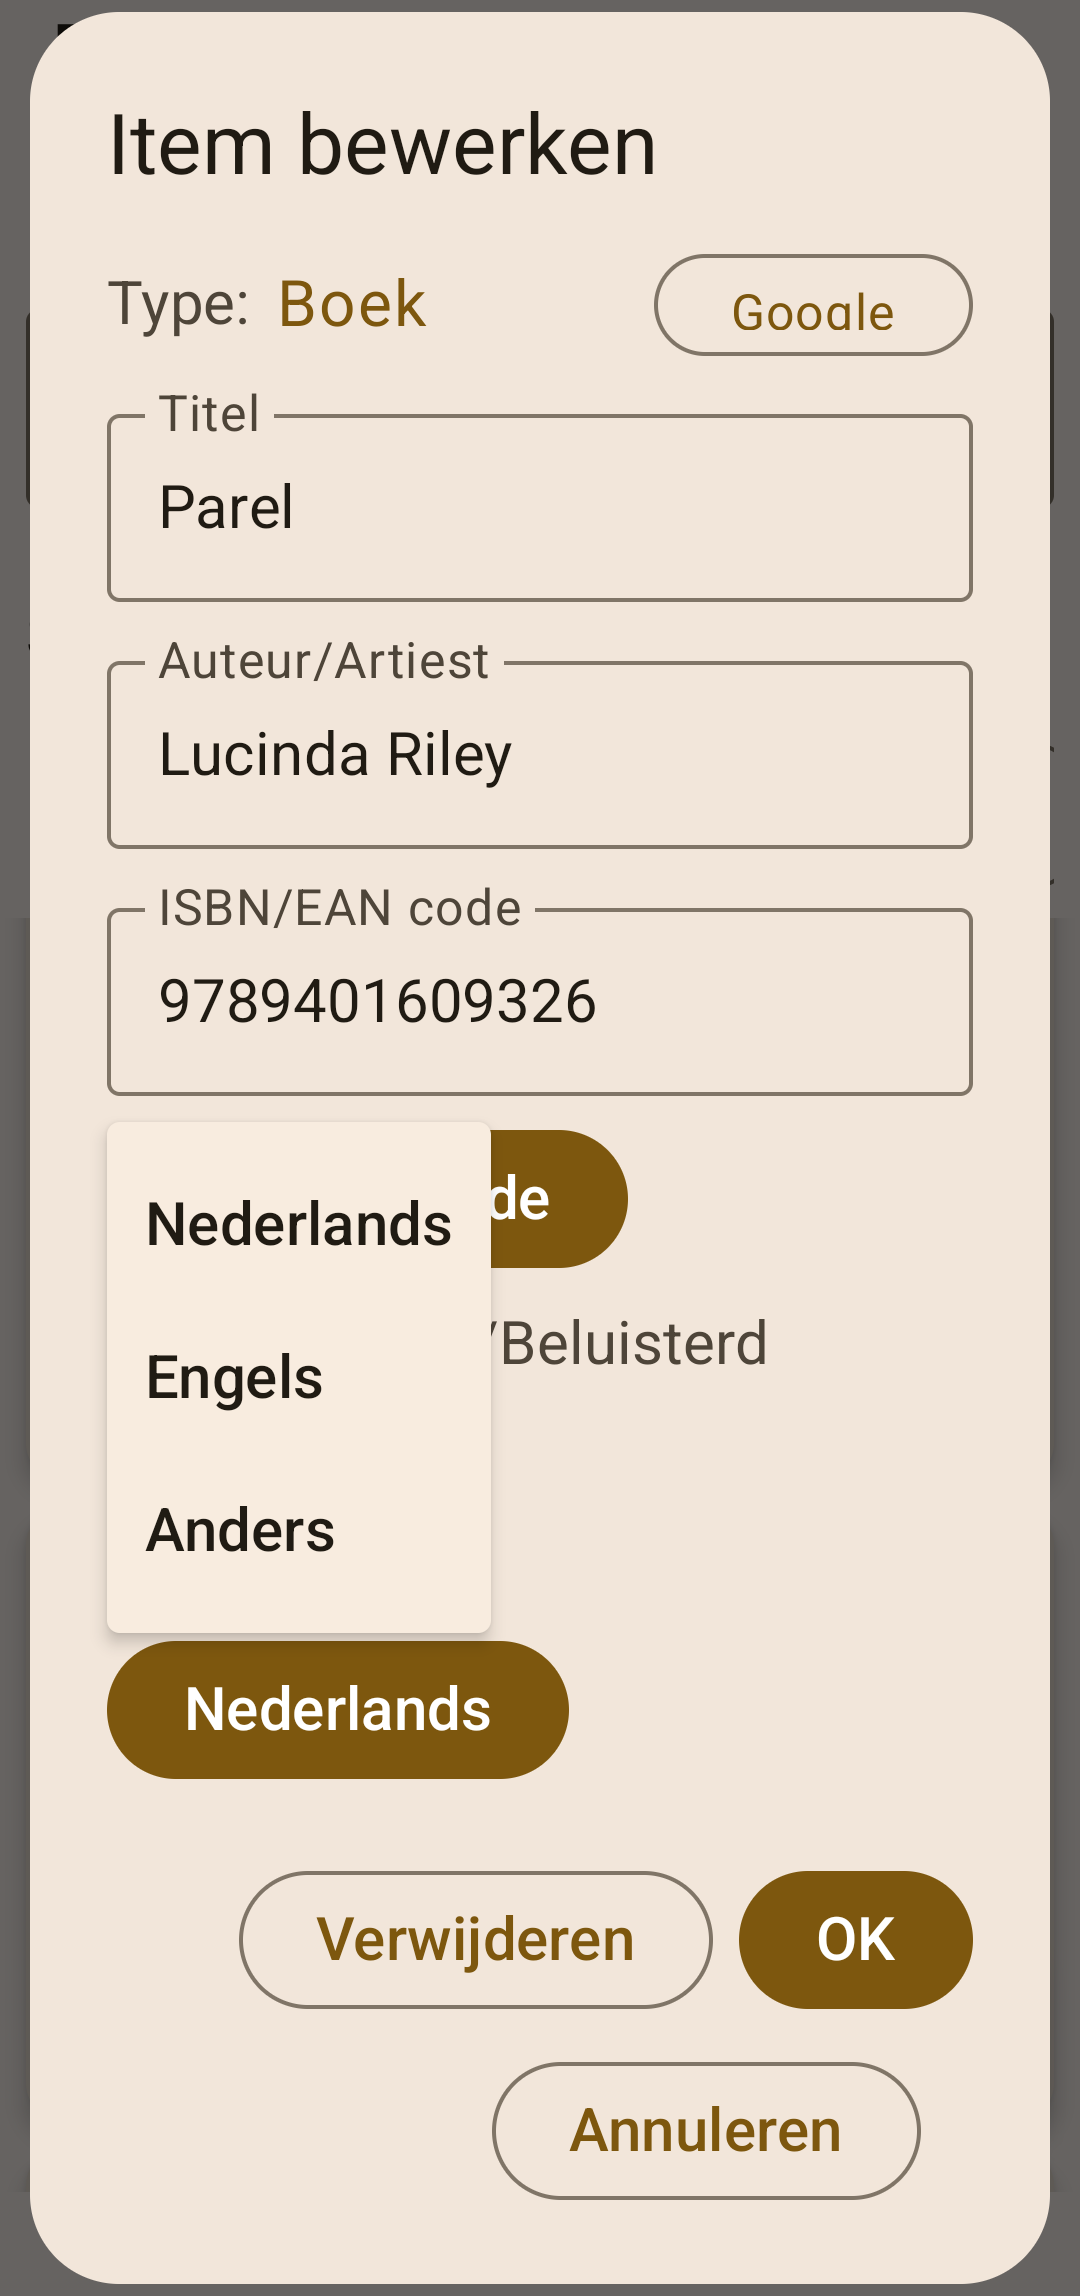 Item bewerken
Type: Boek
Google
Titel
Parel
Auteur/Artiest
Lucinda Riley
ISBN/EAN code
9789401609326
Nederlands
de
/Beluisterd
Engels
Anders
Nederlands
Verwijderen
OK
Annuleren